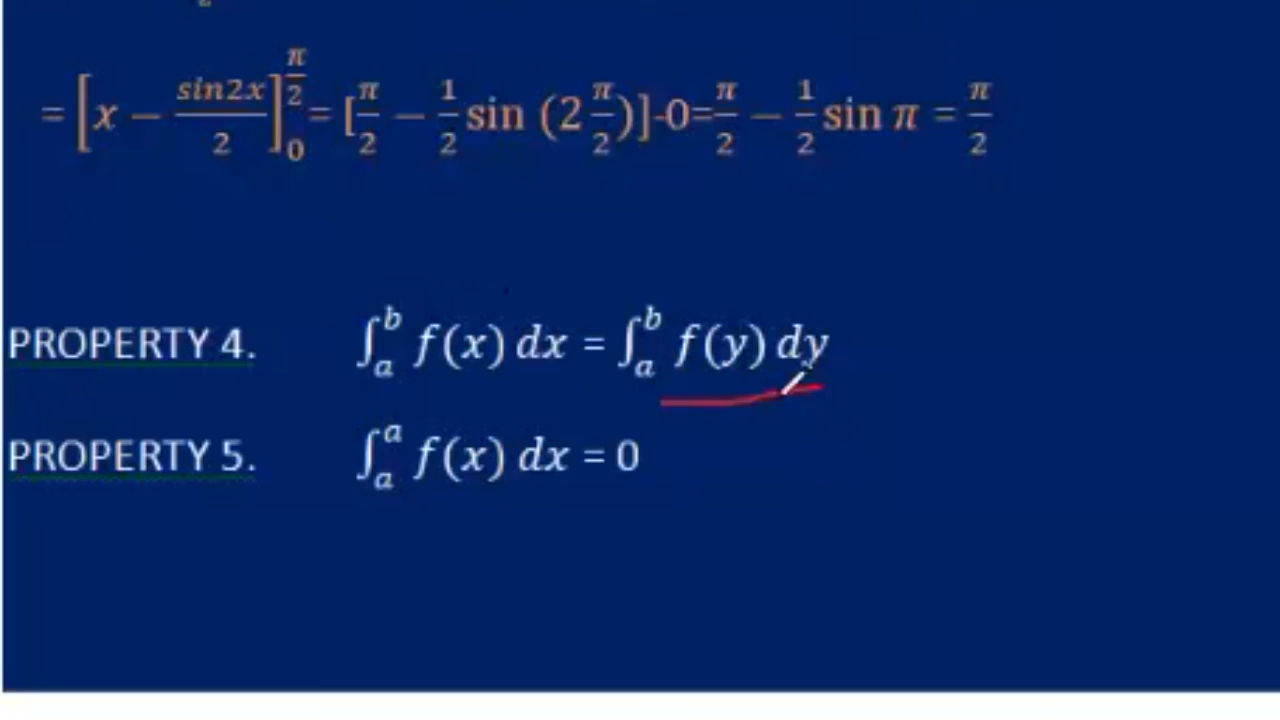 2
= [x − sin2x/2]₀^(π/2) = [π/2 − 1/2 sin (2 π/2)]-0= π/2 − 1/2 sin π = π/2
PROPERTY 4. ∫ₐᵇ f(x) dx = ∫ₐᵇ f(y) dy
PROPERTY 5. ∫ₐᵃ f(x) dx = 0